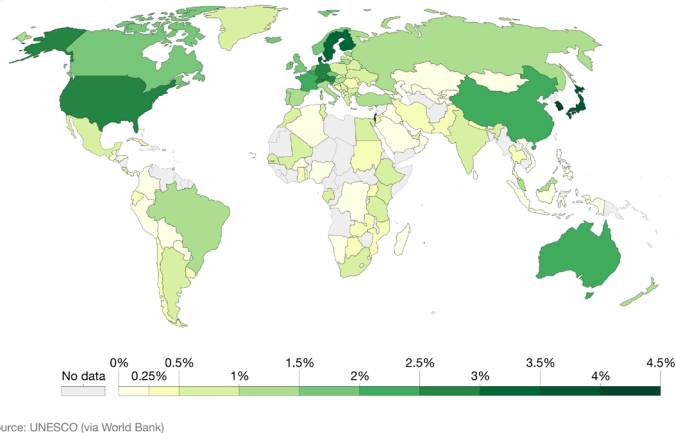 0% 0.5% 1.5% 2.5% 3.5% 4.5%
No data 0.25% 1% 2% 3% 4%
ource: UNESCO (via World Bank)